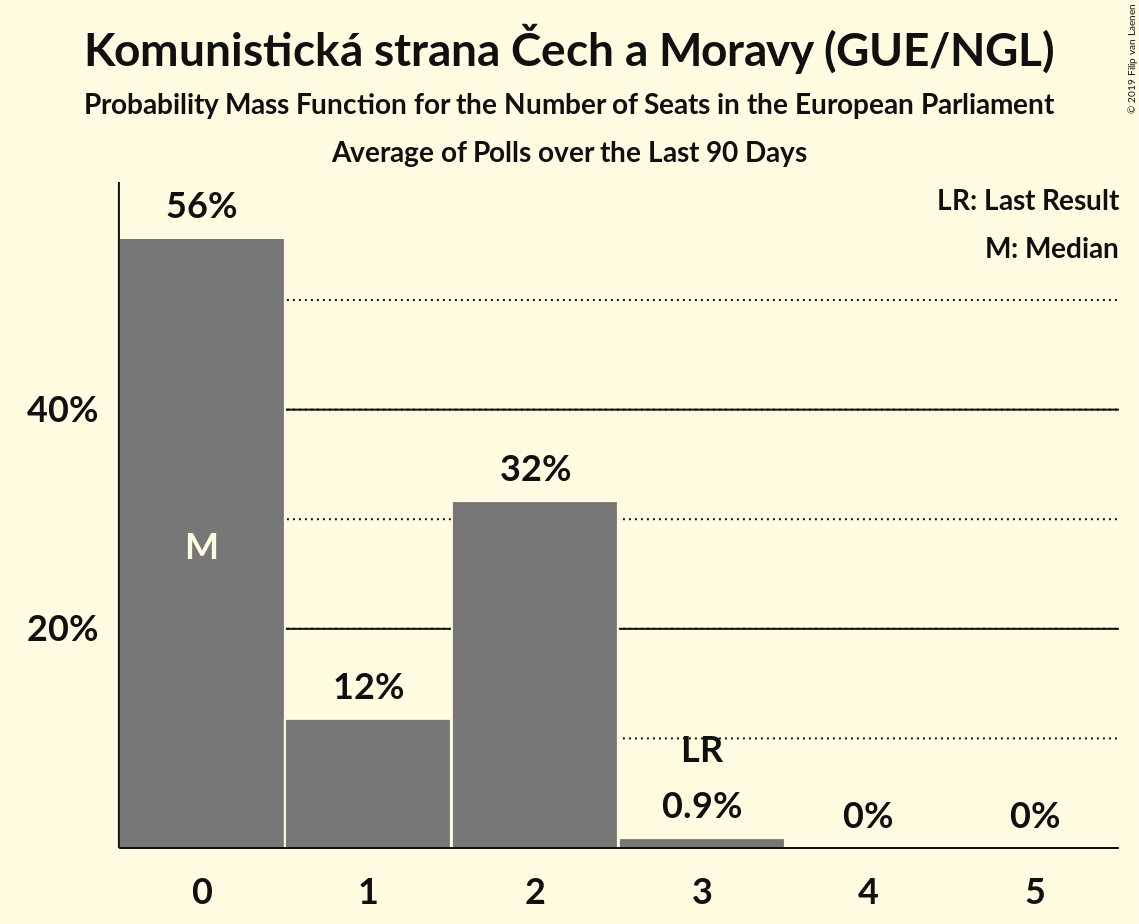 Komunistická strana Čech a Moravy (GUE/NGL)
Probability Mass Function for the Number of Seats in the European Parliament
Average of Polls over the Last 90 Days
© 2019 Filip van Laenen
LR: Last Result
M: Median
56%
40%
32%
M
20%
12%
LR
0.9%
0%
0%
0
1
2
3
4
5